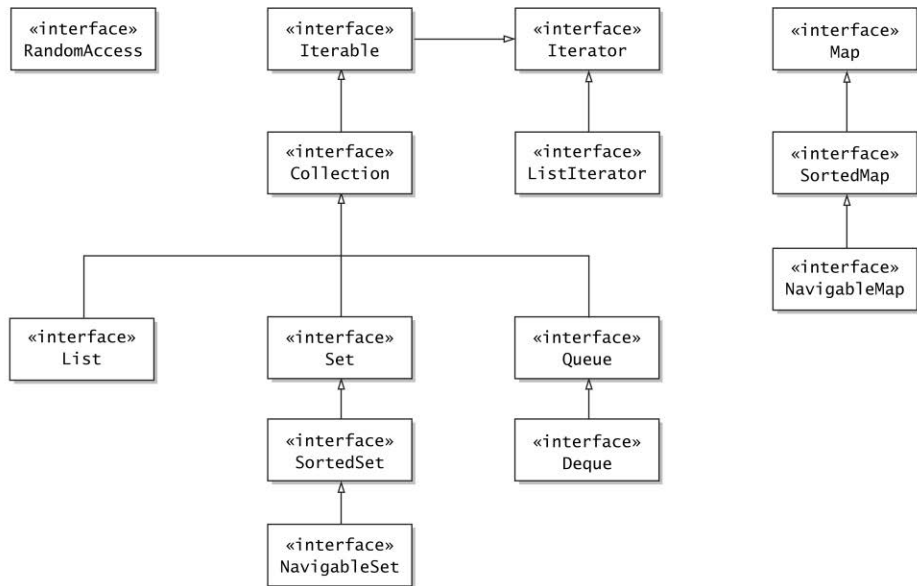 «interface»
RandomAccess
«interface»
Iterable
«interface»
Iterator
«interface»
Map
«interface»
Collection
«interface»
ListIterator
«interface»
SortedMap
«interface»
NavigableMap
«interface»
List
«interface»
Set
«interface»
Queue
«interface»
SortedSet
«interface»
Deque
«interface»
NavigableSet